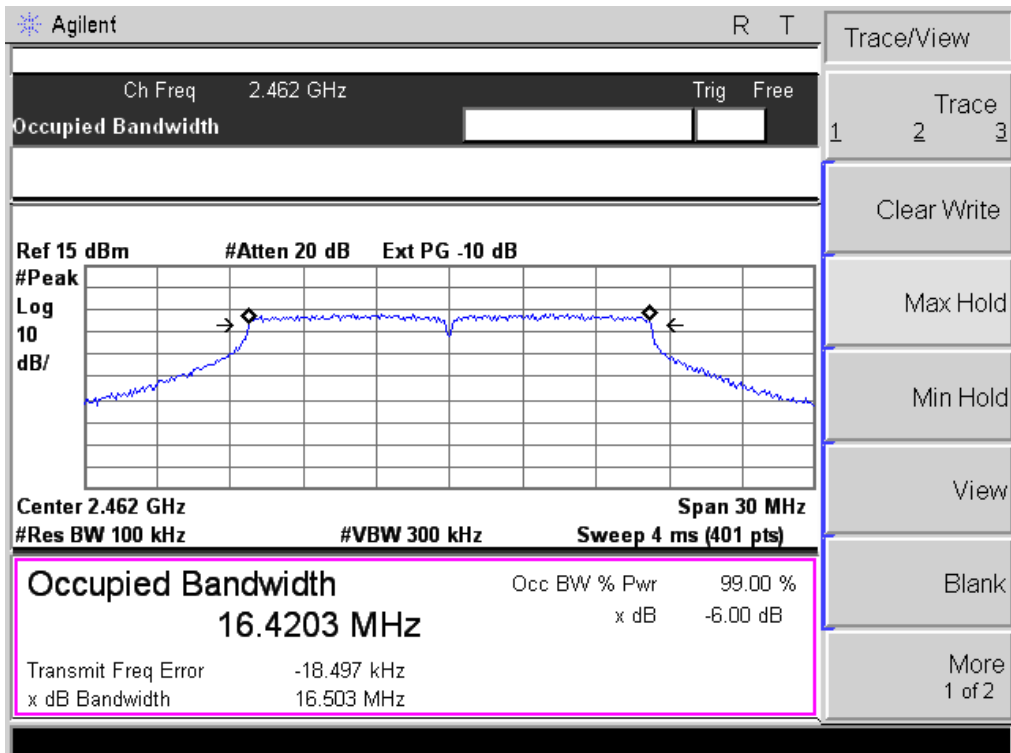 Agilent R T
Ch Freq 2.462 GHz Trig Free
Occupied Bandwidth
Ref 15 dBm #Atten 20 dB Ext PG -10 dB
#Peak
Log
10
dB/
Center 2.462 GHz Span 30 MHz
#Res BW 100 kHz #VBW 300 kHz Sweep 4 ms (401 pts)
Occupied Bandwidth Occ BW % Pwr 99.00 %
16.4203 MHz x dB -6.00 dB
Transmit Freq Error -18.497 kHz
x dB Bandwidth 16.503 MHz
Trace/View
Trace
1 2 3
Clear Write
Max Hold
Min Hold
View
Blank
More
1 of 2